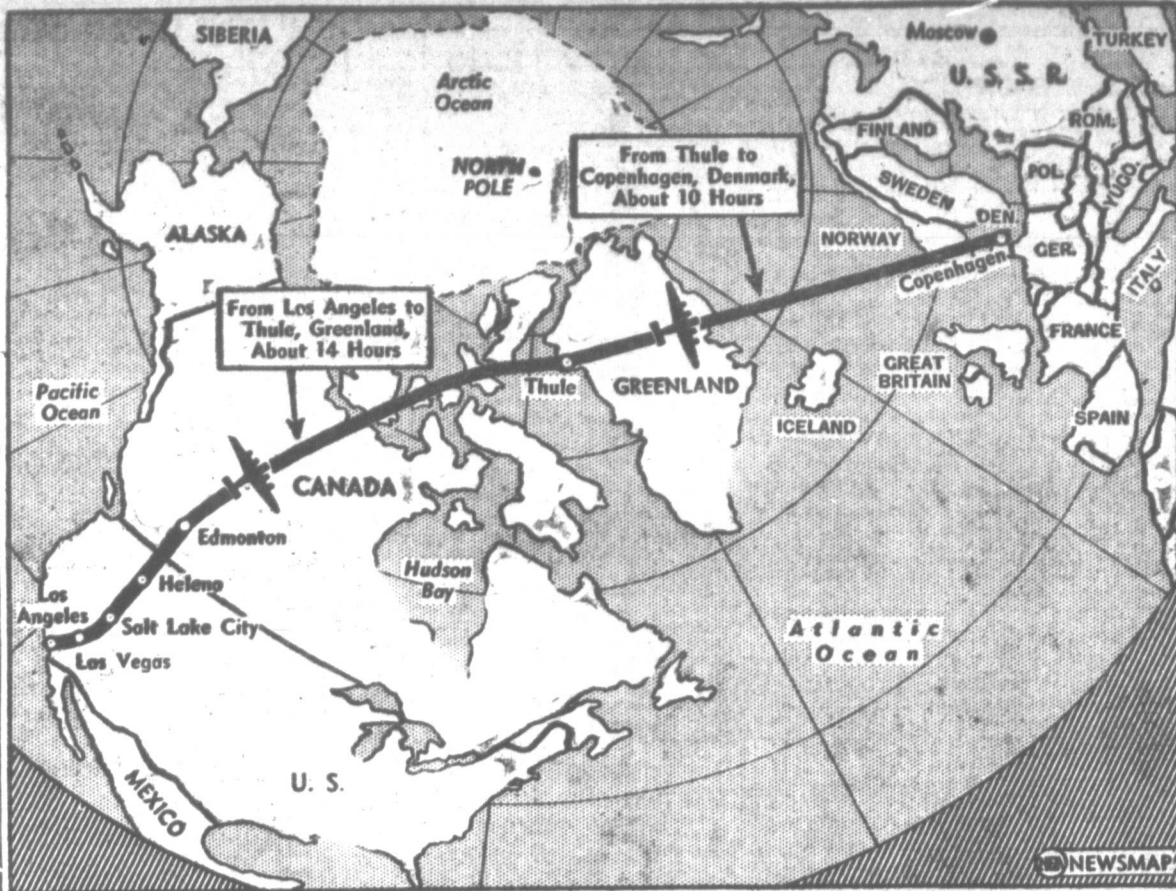 SIBERIA
Arctic
Ocean
NORTH
POLE
Moscow
U. S. S. R.
TURKEY
FINLAND
ROM.
SWEDEN
POL.
YUGO.
DEN.
NORWAY
GER.
ITALY
Copenhagen
From Thule to
Copenhagen, Denmark,
About 10 Hours
ALASKA
From Los Angeles to
Thule, Greenland,
About 14 Hours
Pacific
Ocean
Thule
GREENLAND
ICELAND
GREAT
BRITAIN
FRANCE
SPAIN
CANADA
Edmonton
Helena
Hudson
Bay
Los
Angeles
Salt Lake City
Las Vegas
Atlantic
Ocean
U. S.
MEXICO
NEWSMAP